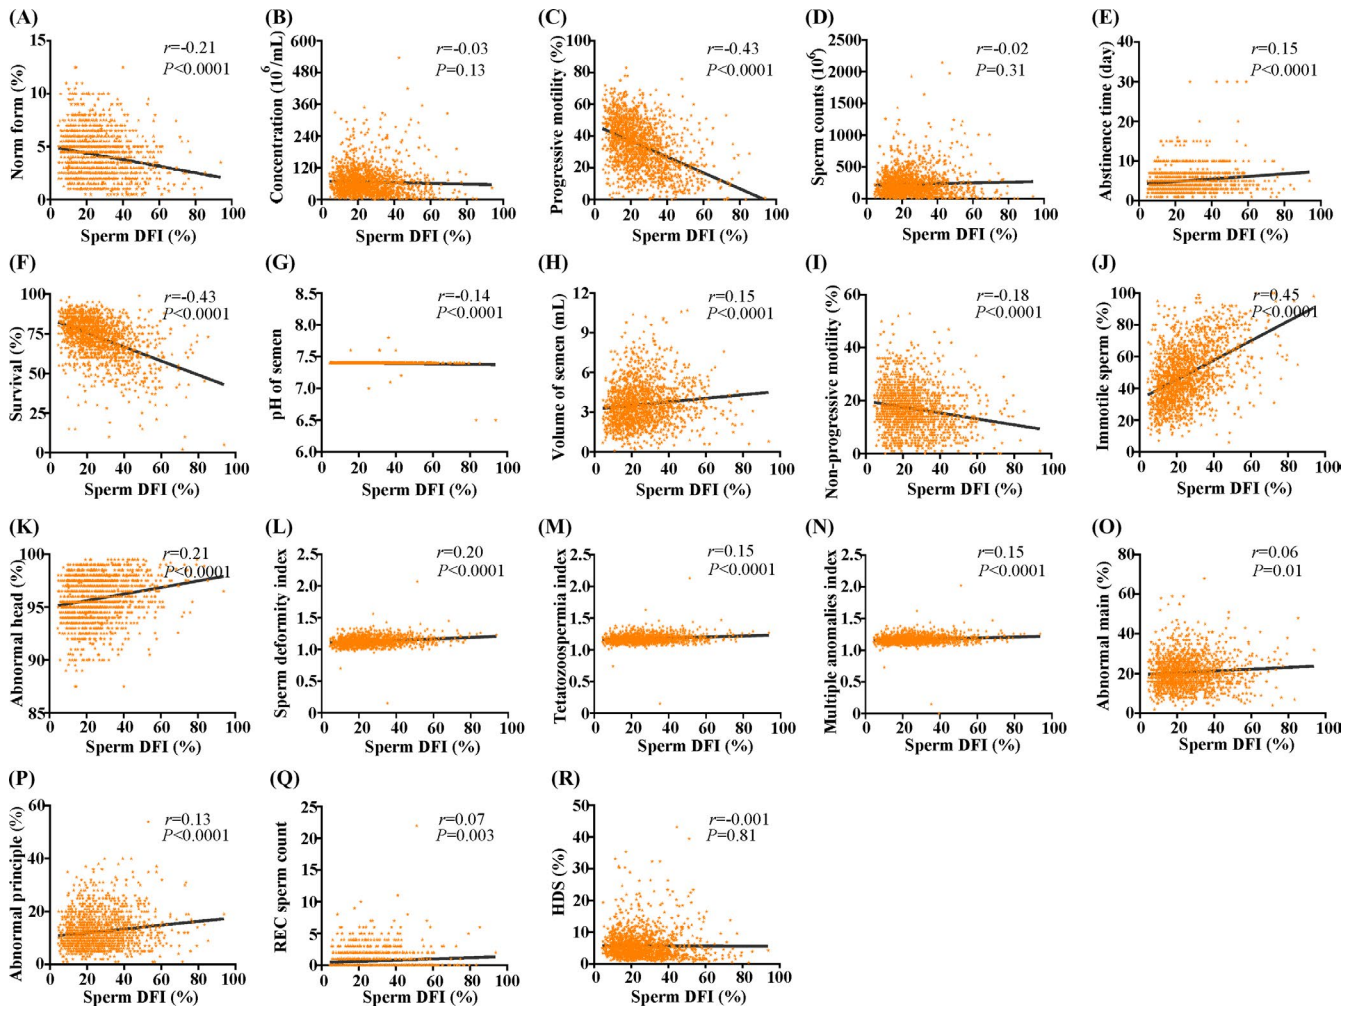 (A)
r=-0.21
P<0.0001
Norm form (%)
15
10
5
0
0 20 40 60 80 100
Sperm DFI (%)
(B)
r=-0.03
P=0.13
Concentration (10^6/mL)
600
480
360
240
120
0
0 20 40 60 80 100
Sperm DFI (%)
(C)
r=-0.43
P<0.0001
Progressive motility (%)
100
80
60
40
20
0
0 20 40 60 80 100
Sperm DFI (%)
(D)
r=-0.02
P=0.31
Sperm counts (10^6)
2500
2000
1500
1000
500
0
0 20 40 60 80 100
Sperm DFI (%)
(E)
r=0.15
P<0.0001
Abstinence time (day)
40
30
20
10
0
0 20 40 60 80 100
Sperm DFI (%)
(F)
r=-0.43
P<0.0001
Survival (%)
100
75
50
25
0
0 20 40 60 80 100
Sperm DFI (%)
(G)
r=-0.14
P<0.0001
pH of semen
8.5
8.0
7.5
7.0
6.5
6.0
0 20 40 60 80 100
Sperm DFI (%)
(H)
r=0.15
P<0.0001
Volume of semen (mL)
12
9
6
3
0
0 20 40 60 80 100
Sperm DFI (%)
(I)
r=-0.18
P<0.0001
Non-progressive motility (%)
60
40
20
0
0 20 40 60 80 100
Sperm DFI (%)
(J)
r=0.45
P<0.0001
Immotile sperm (%)
100
80
60
40
20
0
0 20 40 60 80 100
Sperm DFI (%)
(K)
r=0.21
P<0.0001
Abnormal head (%)
100
95
90
85
0 20 40 60 80 100
Sperm DFI (%)
(L)
r=0.20
P<0.0001
Sperm deformity index
2.5
2.0
1.5
1.0
0.5
0
0 20 40 60 80 100
Sperm DFI (%)
(M)
r=0.15
P<0.0001
Tetatozoospermia index
2.5
2.0
1.5
1.0
0.5
0
0 20 40 60 80 100
Sperm DFI (%)
(N)
r=0.15
P<0.0001
Multiple anomalies index
2.5
2.0
1.5
1.0
0.5
0
0 20 40 60 80 100
Sperm DFI (%)
(O)
r=0.06
P=0.01
Abnormal main (%)
80
60
40
20
0
0 20 40 60 80 100
Sperm DFI (%)
(P)
r=0.13
P<0.0001
Abnormal principle (%)
60
40
20
0
0 20 40 60 80 100
Sperm DFI (%)
(Q)
r=0.07
P=0.003
REC sperm count
25
20
15
10
5
0
0 20 40 60 80 100
Sperm DFI (%)
(R)
r=-0.001
P=0.81
HDS (%)
50
40
30
20
10
0
0 20 40 60 80 100
Sperm DFI (%)